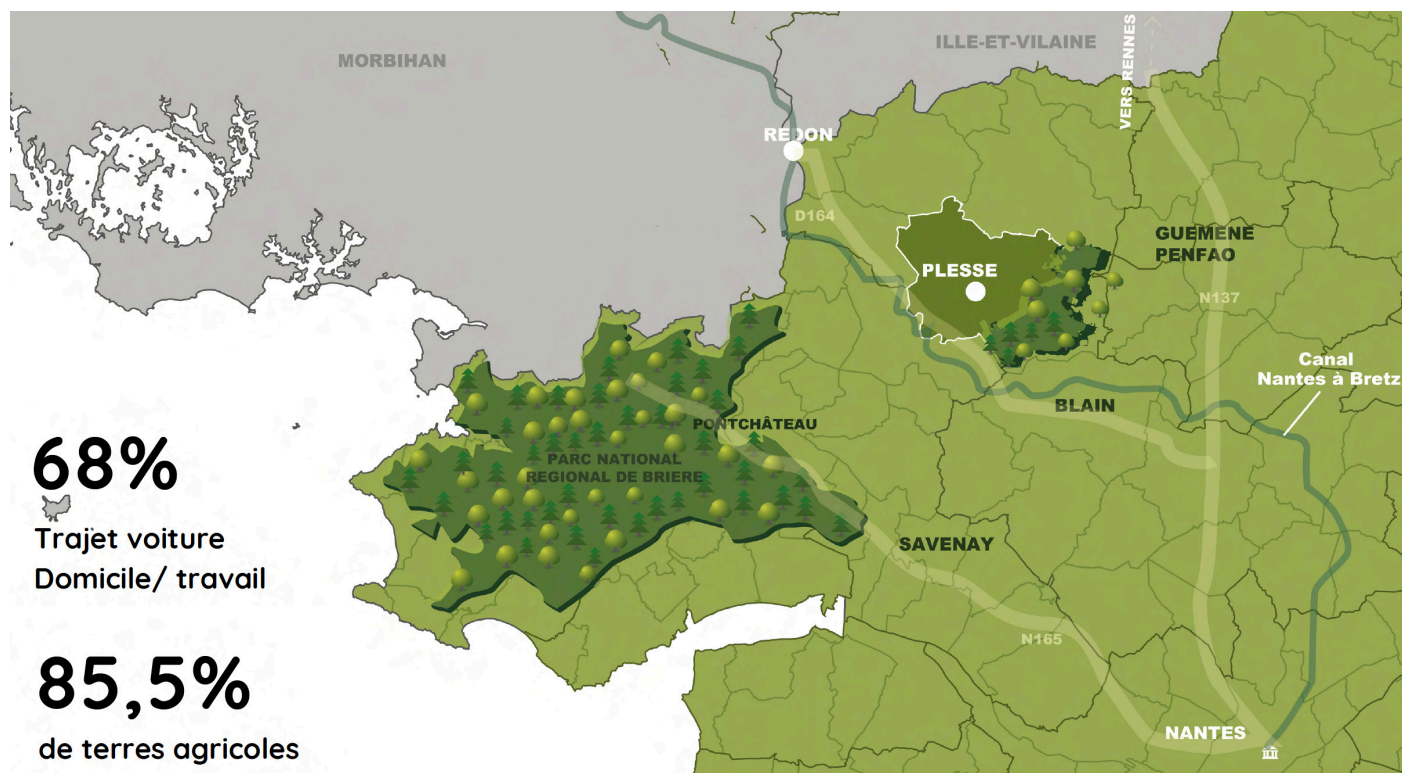 MORBIHAN
ILLE-ET-VILAINE
VERS RENNES
REDON
D164
GUEMENE
PENFAO
PLESSE
N137
Canal
Nantes à Bretz
BLAIN
PONTCHÂTEAU
PARC NATIONAL
REGIONAL DE BRIERE
68%
Trajet voiture
Domicile/ travail
SAVENAY
N165
85,5%
de terres agricoles
NANTES